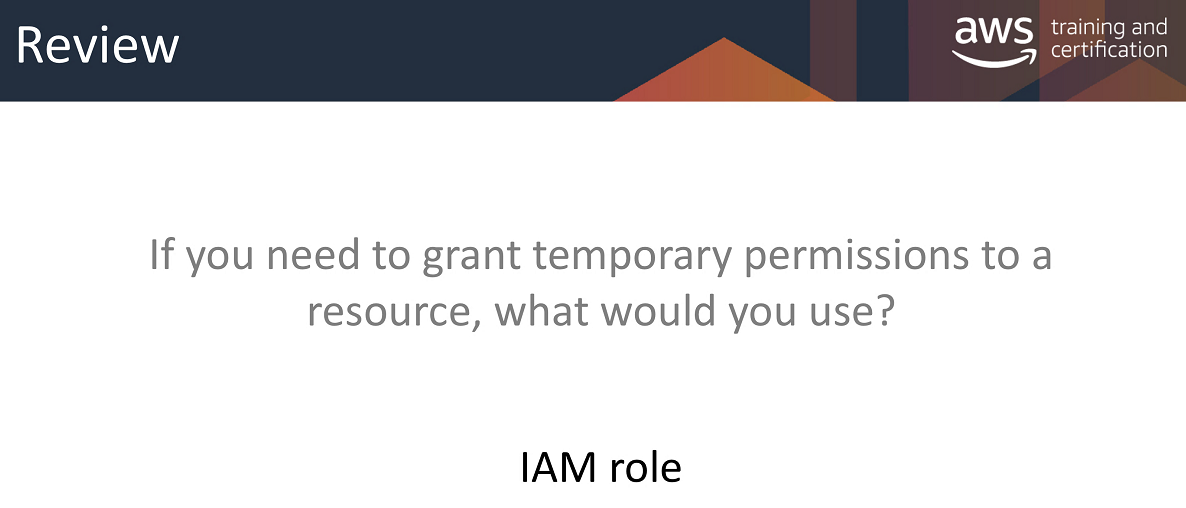 Review
aws
training and
certification
If you need to grant temporary permissions to a
resource, what would you use?
IAM role